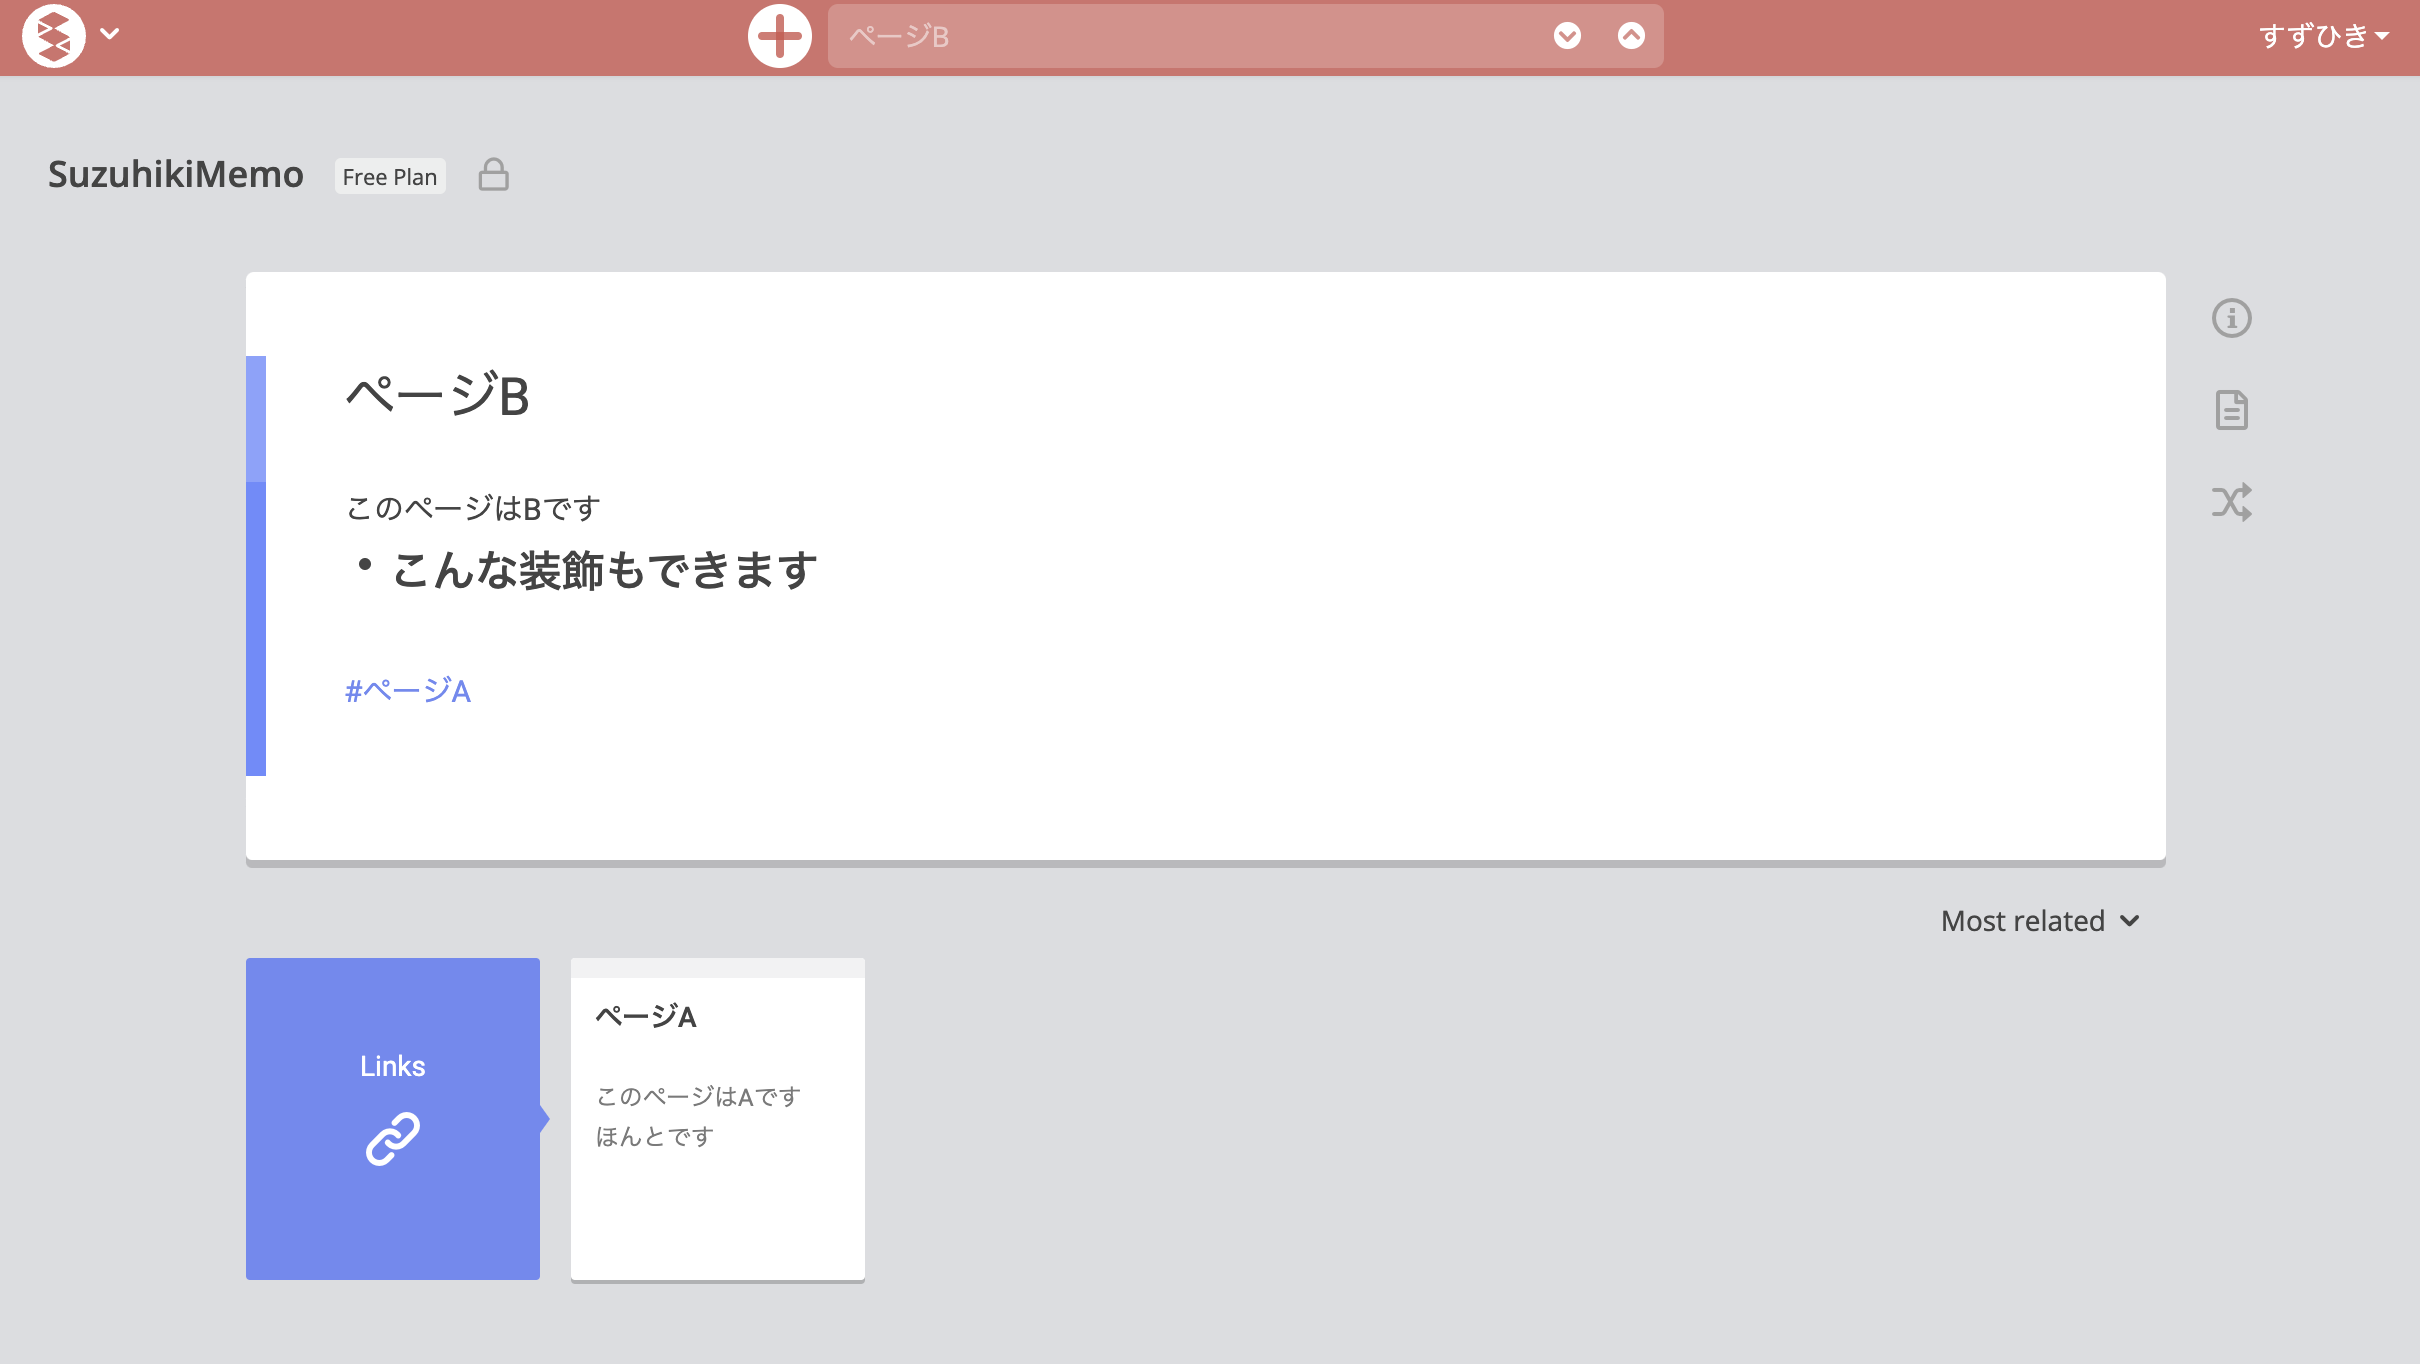 ページB
すずひき
SuzuhikiMemo
Free Plan
ページB
このページはBです
・こんな装飾もできます
#ページA
Most related
Links
ページA
このページはAです
ほんとです